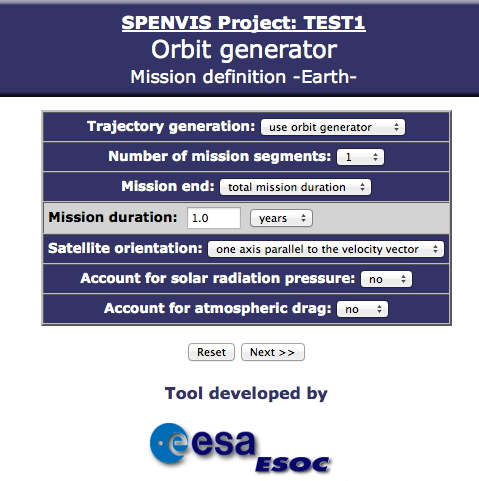 SPENVIS Project: TEST1
Orbit generator
Mission definition -Earth-
Trajectory generation: use orbit generator
Number of mission segments: 1
Mission end: total mission duration
Mission duration: 1.0 years
Satellite orientation: one axis parallel to the velocity vector
Account for solar radiation pressure: no
Account for atmospheric drag: no
Reset Next >>
Tool developed by
esa
ESOC